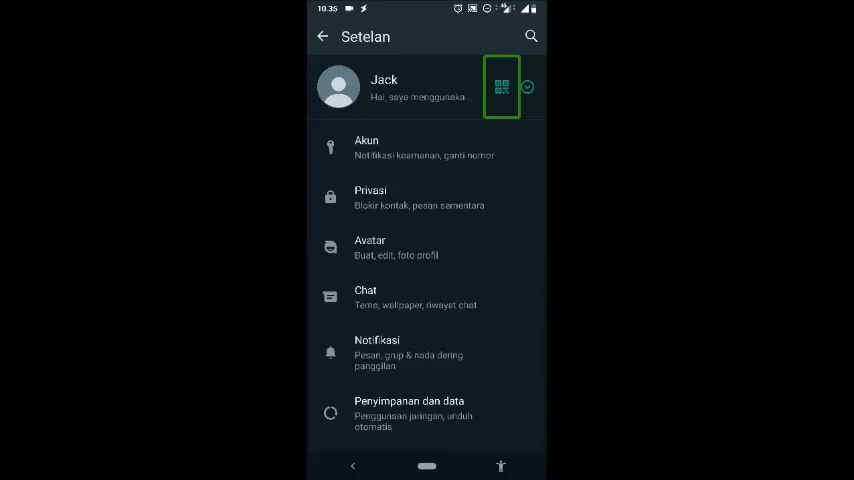 10.35
4G
Setelan
Jack
Hai, saya menggunaka...
Akun
Notifikasi keamanan, ganti nomor
Privasi
Blokir kontak, pesan sementara
Avatar
Buat, edit, foto profil
Chat
Tema, wallpaper, riwayat chat
Notifikasi
Pesan, grup & nada dering
panggilan
Penyimpanan dan data
Penggunaan jaringan, unduh
otomatis